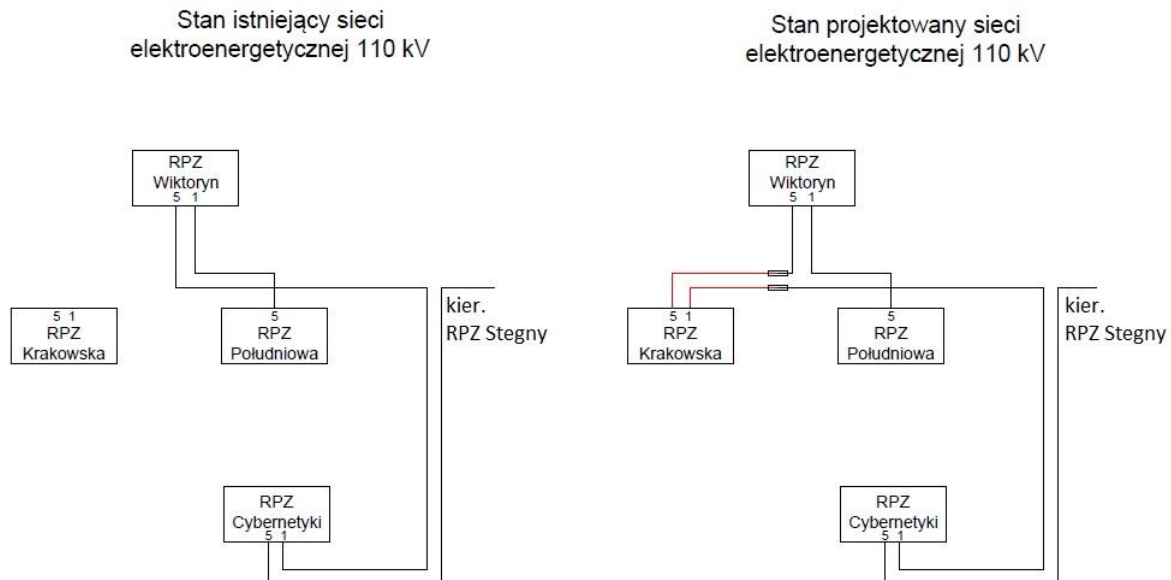 Stan istniejący sieci
elektroenergetycznej 110 kV
RPZ
Wiktoryn
5 1
5 1
RPZ
Krakowska
5
RPZ
Południowa
kier.
RPZ Stegny
RPZ
Cybernetyki
5 1
Stan projektowany sieci
elektroenergetycznej 110 kV
RPZ
Wiktoryn
5 1
5 1
RPZ
Krakowska
5
RPZ
Południowa
kier.
RPZ Stegny
RPZ
Cybernetyki
5 1